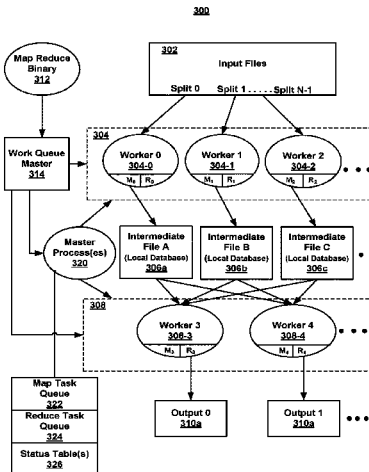 300
Map Reduce
Binary
312
302
Input Files
Split 0 Split 1 . . . . . Split N-1
Work Queue
Master
314
304
Worker 0
304-0
M0 R0
Worker 1
304-1
M1 R1
Worker 2
304-2
R2
Master
Process(es)
320
Intermediate
File A
(Local Database)
306a
Intermediate
File B
(Local Database)
306b
Intermediate
File C
(Local Database)
306c
308
Worker 3
M3 R3
Worker 4
308-4
M4 R4
Map Task
Queue
322
Reduce Task
Queue
324
Status Table(s)
326
Output 0
310a
Output 1
310a